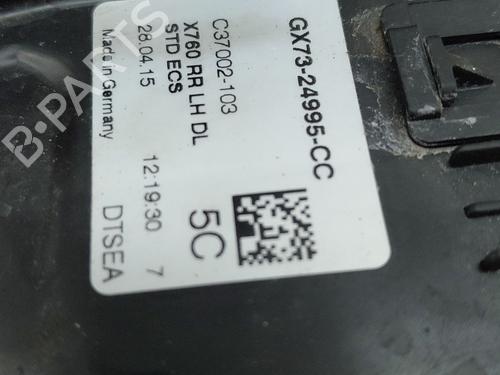 GX73-24995-CC
C37002-103
X760 RR LH DL
STD ECS
28.04.15 12:19:30 7
Made in Germany
5C
DTSEA
B-PARTS